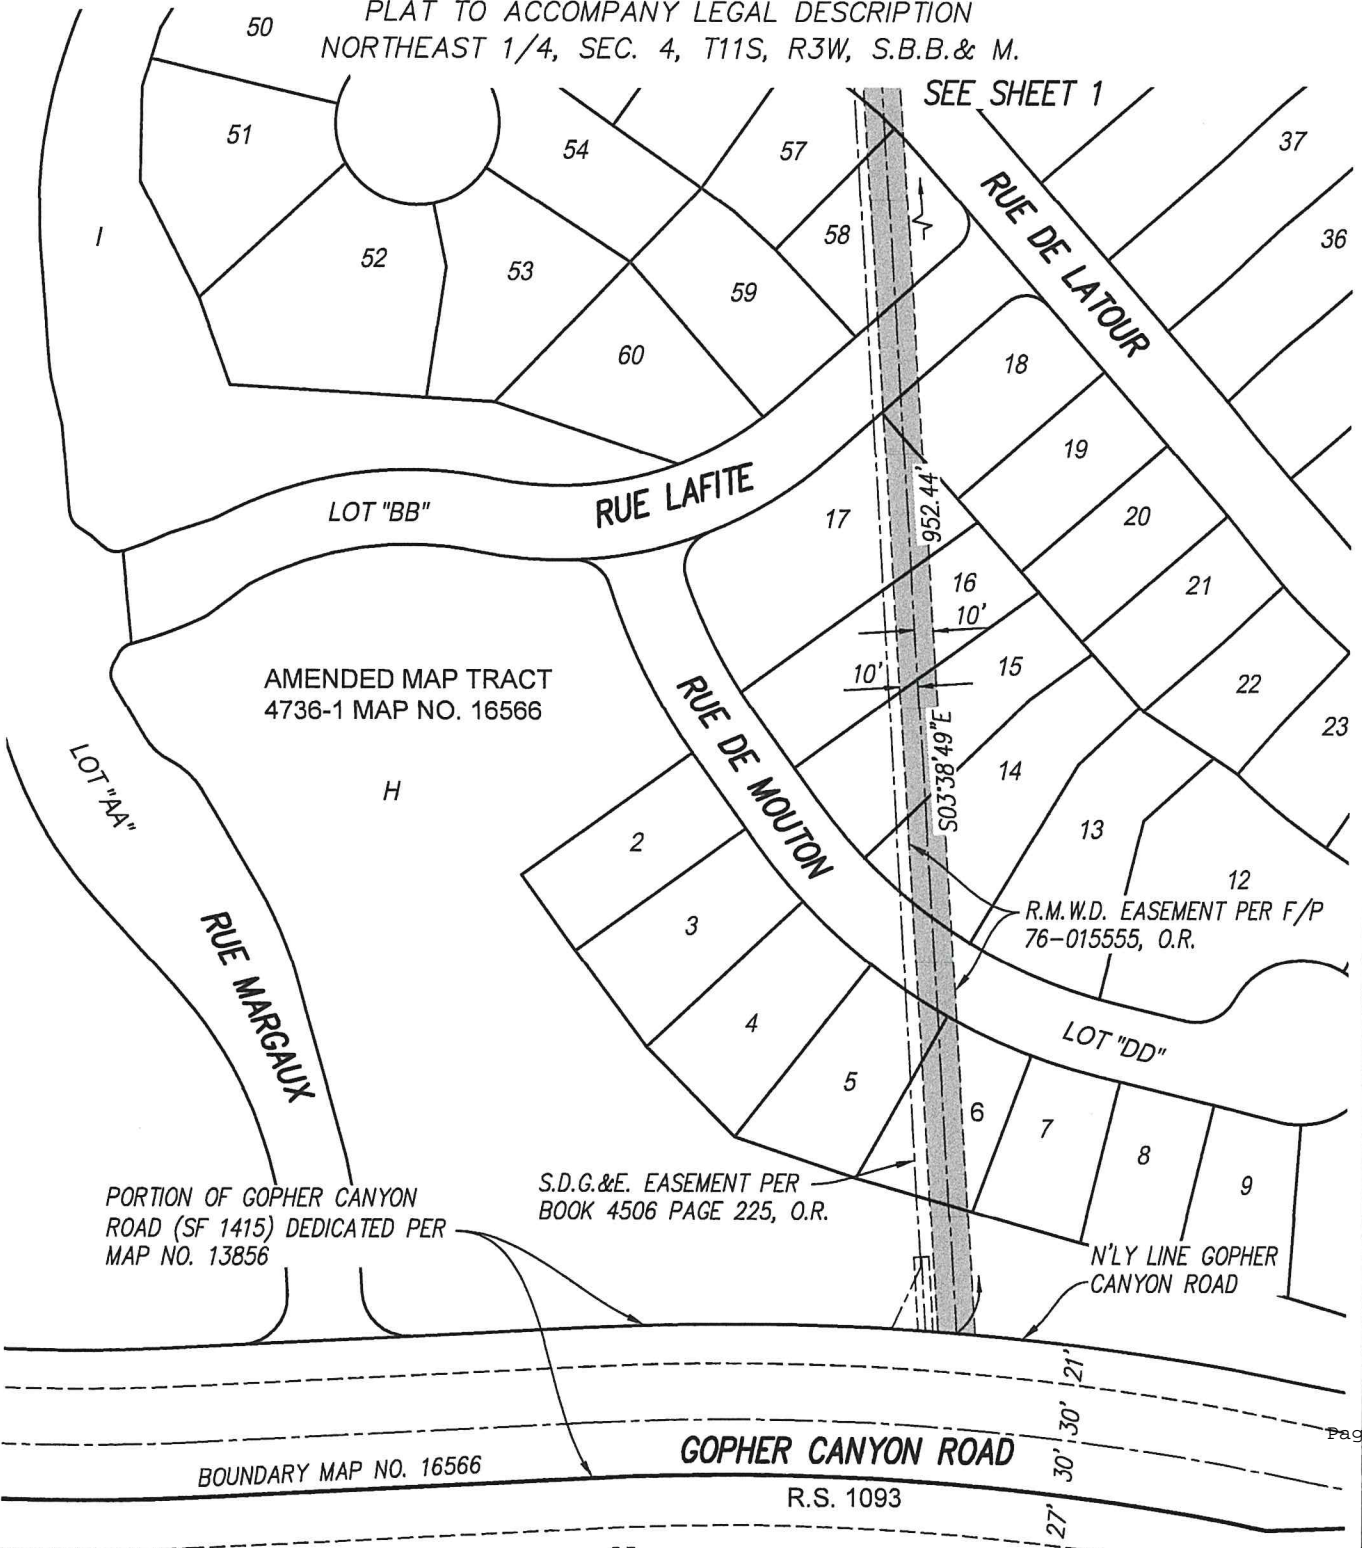 PLAT TO ACCOMPANY LEGAL DESCRIPTION
NORTHEAST 1/4, SEC. 4, T11S, R3W, S.B.B.& M.
SEE SHEET 1
50
51
52
53
54
57
58
59
60
37
36
I
RUE DE LATOUR
18
19
20
21
22
23
LOT "BB"
RUE LAFITE
17
952.44'
16
10'
10'
15
S03°38'49"E
14
13
12
AMENDED MAP TRACT
4736-1 MAP NO. 16566
H
LOT "AA"
RUE DE MOUTON
2
3
4
5
6
7
8
9
R.M.W.D. EASEMENT PER F/P
76-015555, O.R.
LOT "DD"
RUE MARGAUX
S.D.G.&E. EASEMENT PER
BOOK 4506 PAGE 225, O.R.
PORTION OF GOPHER CANYON
ROAD (SF 1415) DEDICATED PER
MAP NO. 13856
N'LY LINE GOPHER
CANYON ROAD
21'
30'
30'
27'
GOPHER CANYON ROAD
BOUNDARY MAP NO. 16566
R.S. 1093
Pag